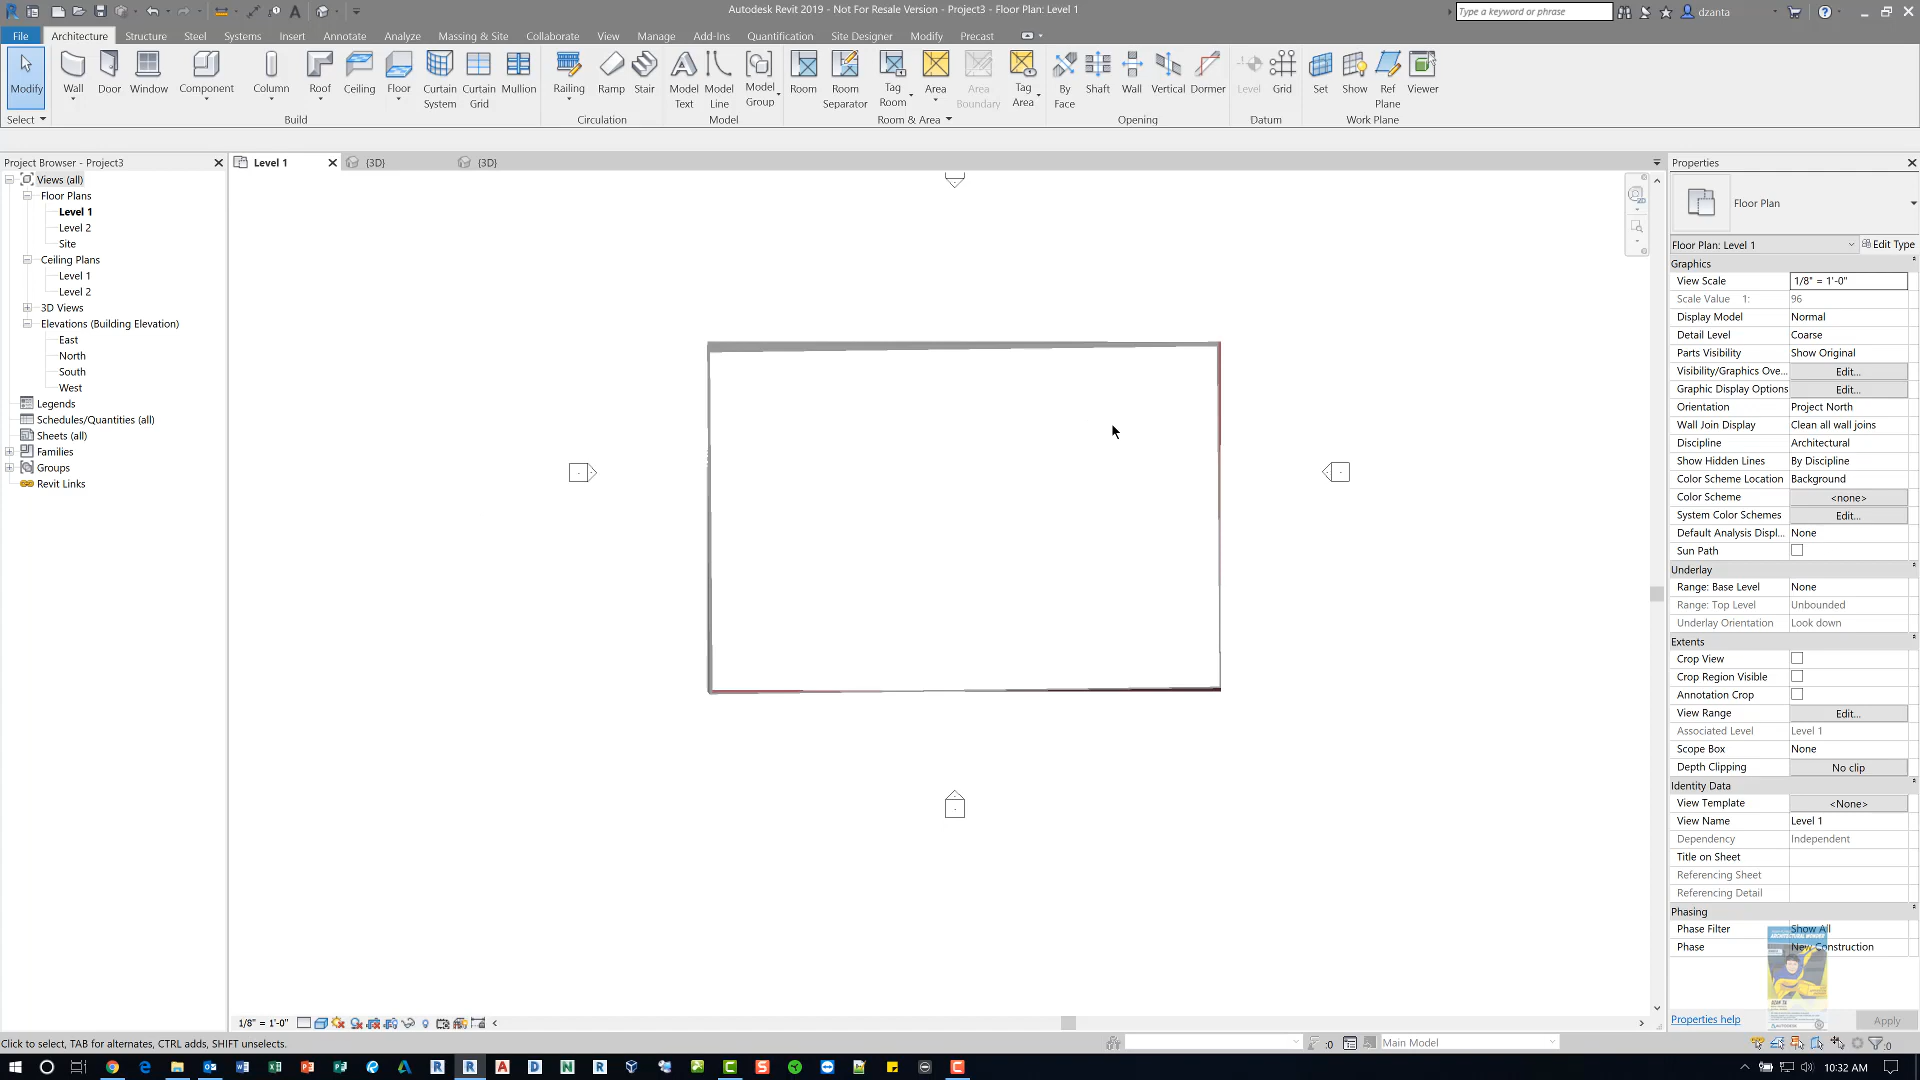 Autodesk Revit 2019 - Not For Resale Version - Project3 - Floor Plan: Level 1
Type a keyword or phrase
dzanta
File Architecture Structure Steel Systems Insert Annotate Analyze Massing & Site Collaborate View Manage Add-Ins Quantification Site Designer Modify Precast
Modify Wall Door Window Component Column Roof Ceiling Floor Curtain System Curtain Grid Mullion Railing Ramp Stair Model Text Model Line Model Group Room Room Separator Tag Room Area Area Boundary Tag Area By Face Shaft Wall Vertical Dormer Level Grid Set Show Ref Plane Viewer
Select Build Circulation Model Room & Area Opening Datum Work Plane
Project Browser - Project3
Views (all)
Floor Plans
Level 1
Level 2
Site
Ceiling Plans
Level 1
Level 2
3D Views
Elevations (Building Elevation)
East
North
South
West
Legends
Schedules/Quantities (all)
Sheets (all)
Families
Groups
Revit Links
Level 1 {3D} {3D}
Properties
Floor Plan
Floor Plan: Level 1 Edit Type
Graphics
View Scale 1/8" = 1'-0"
Scale Value 1: 96
Display Model Normal
Detail Level Coarse
Parts Visibility Show Original
Visibility/Graphics Ove... Edit...
Graphic Display Options Edit...
Orientation Project North
Wall Join Display Clean all wall joins
Discipline Architectural
Show Hidden Lines By Discipline
Color Scheme Location Background
Color Scheme <none>
System Color Schemes Edit...
Default Analysis Displ... None
Sun Path
Underlay
Range: Base Level None
Range: Top Level Unbounded
Underlay Orientation Look down
Extents
Crop View
Crop Region Visible
Annotation Crop
View Range Edit...
Associated Level Level 1
Scope Box None
Depth Clipping No clip
Identity Data
View Template <None>
View Name Level 1
Dependency Independent
Title on Sheet
Referencing Sheet
Referencing Detail
Phasing
Phase Filter Show All
Phase New Construction
Properties help Apply
1/8" = 1'-0"
Click to select, TAB for alternates, CTRL adds, SHIFT unselects.
:0
Main Model
:0
10:32 AM